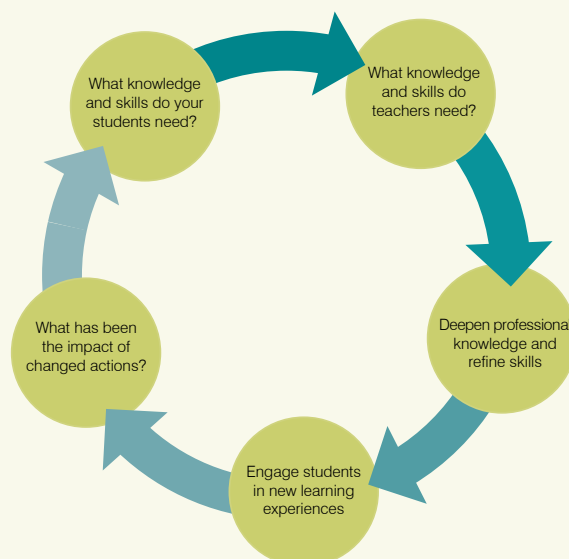 What knowledge
and skills do your
students need?
What knowledge
and skills do
teachers need?
Deepen professiona
knowledge and
refine skills
Engage students
in new learning
experiences
What has been
the impact of
changed actions?